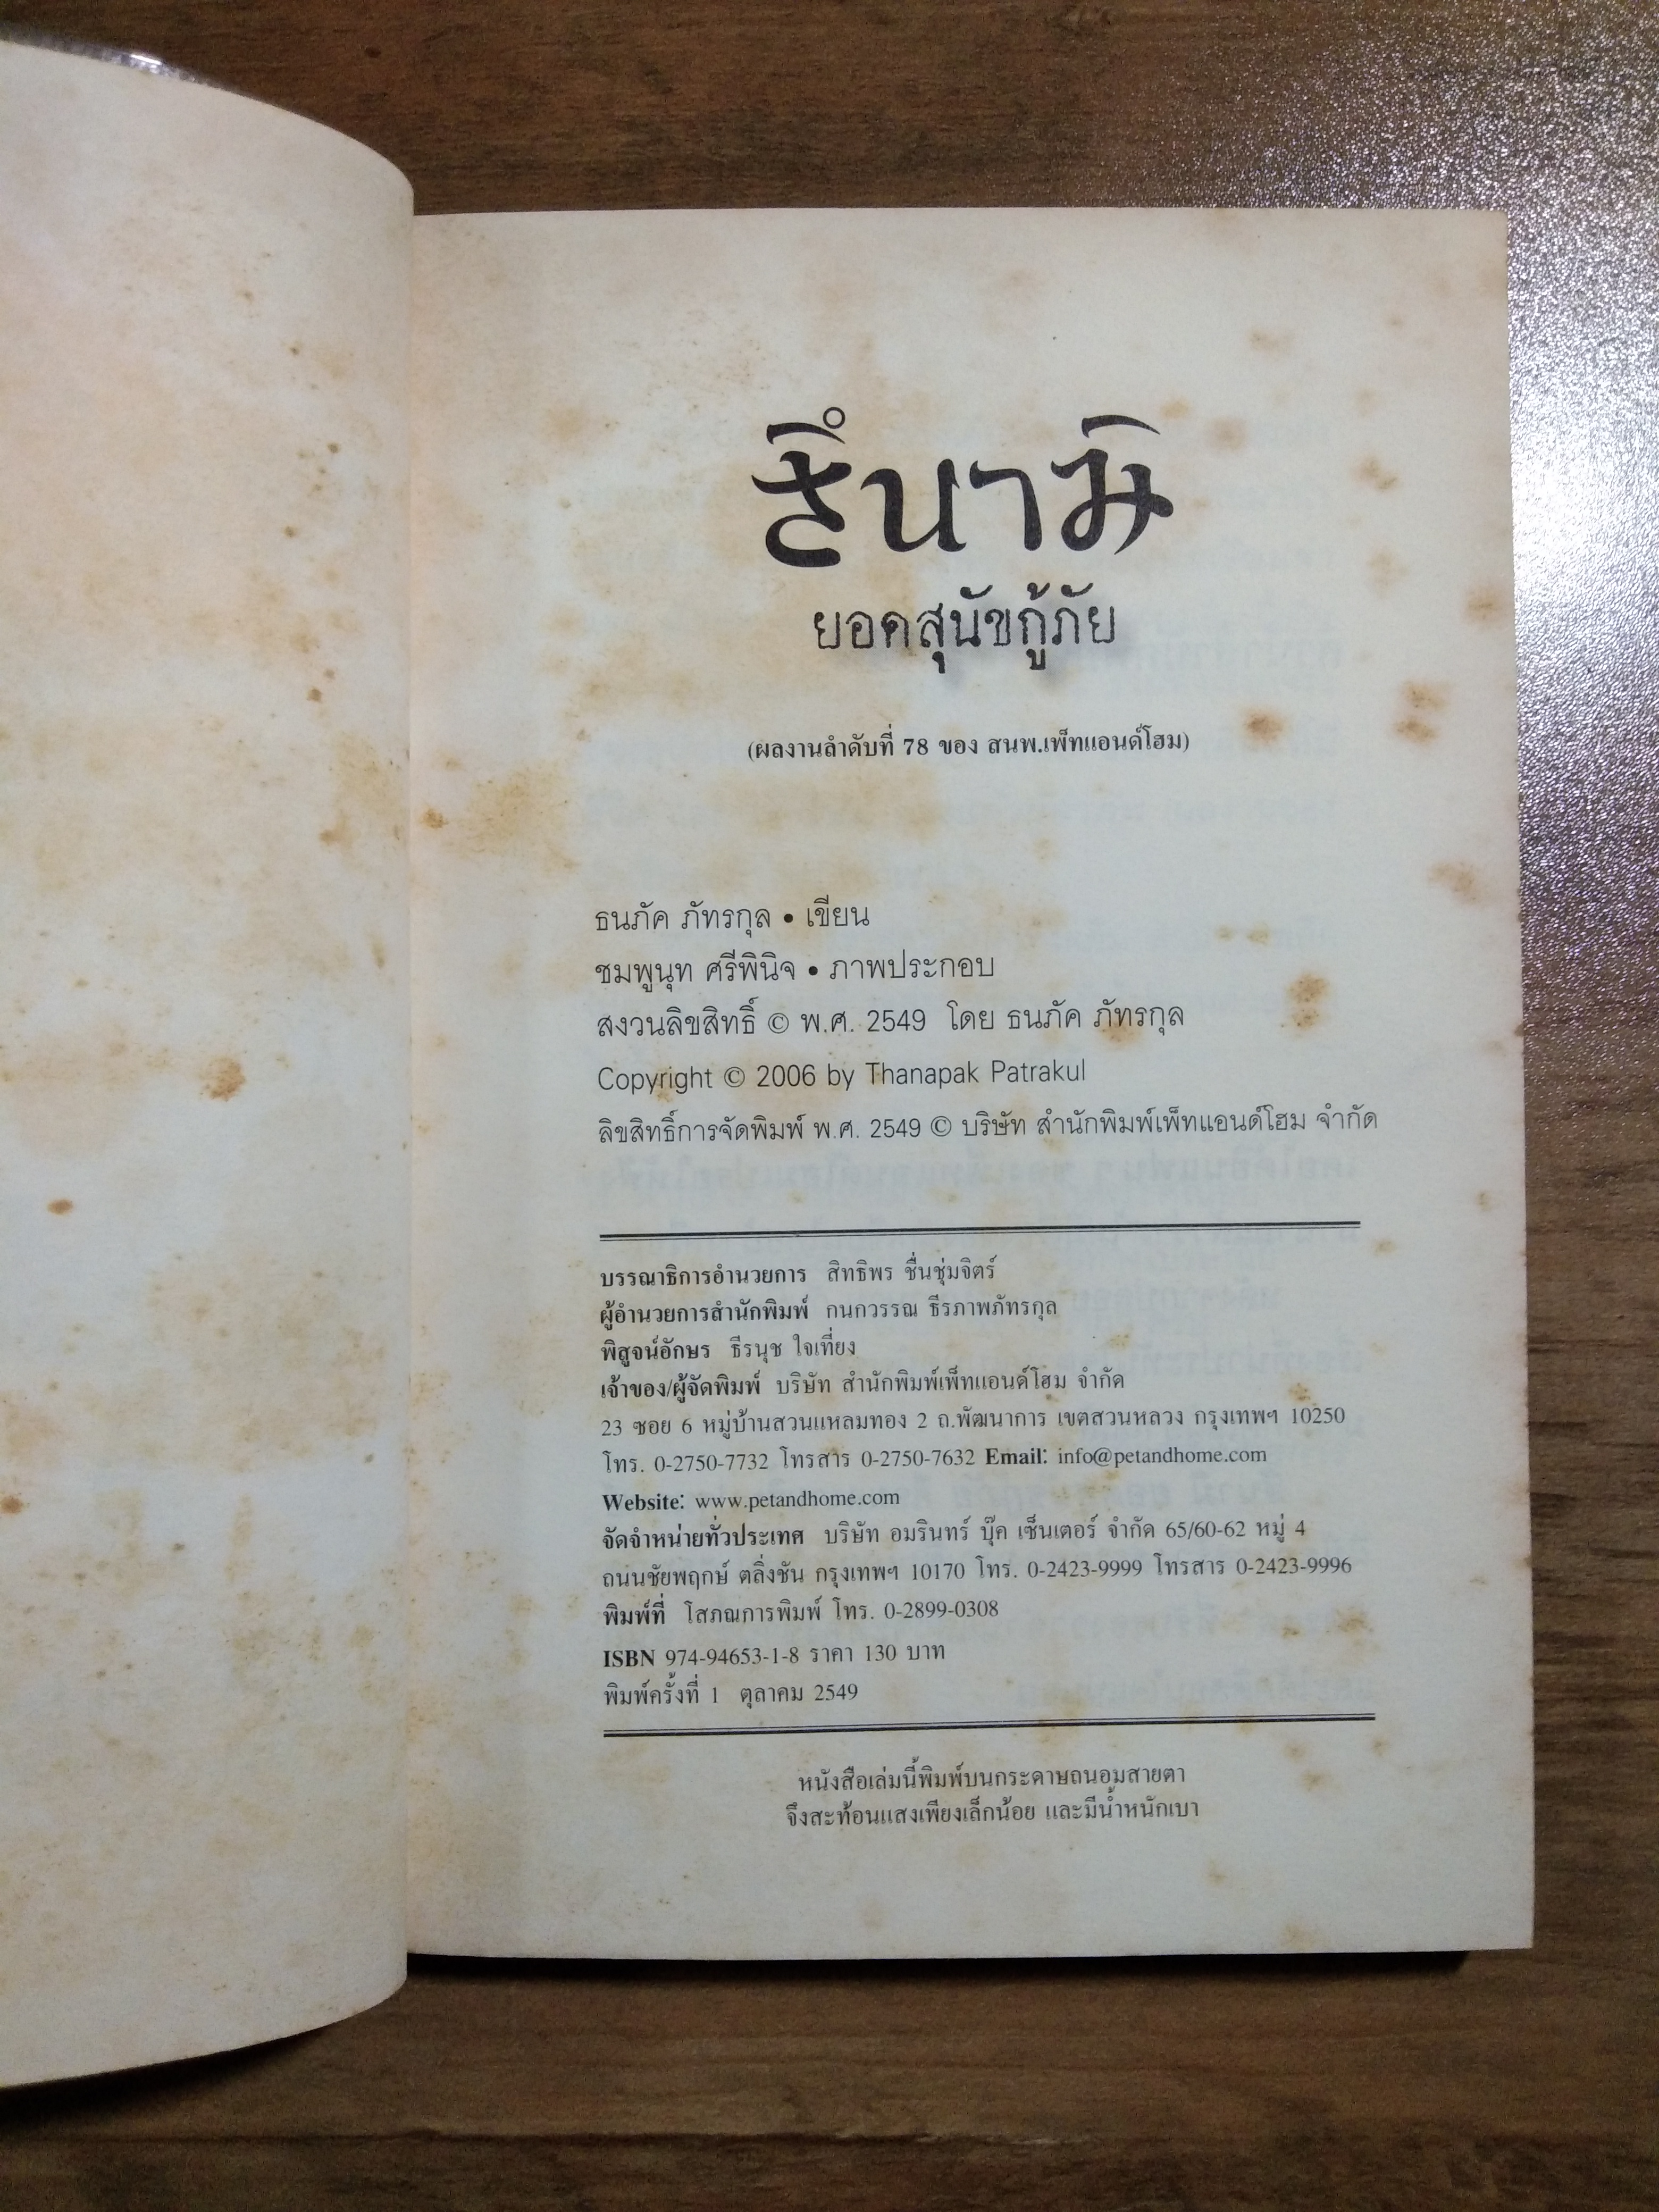 สึนามิ
ยอดสุนัขกู้ภัย
(ผลงานลำดับที่ 78 ของ สนพ.เพ็ทแอนด์โฮม)
ธนภัค ภัทรกุล • เขียน
ชมพูนุท ศรีพินิจ • ภาพประกอบ
สงวนลิขสิทธิ์ © พ.ศ. 2549 โดย ธนภัค ภัทรกุล
Copyright © 2006 by Thanapak Patrakul
ลิขสิทธิ์การจัดพิมพ์ พ.ศ. 2549 © บริษัท สำนักพิมพ์เพ็ทแอนด์โฮม จำกัด
บรรณาธิการอำนวยการ สิทธิพร ชื่นชุ่มจิตร์
ผู้อำนวยการสำนักพิมพ์ กนกวรรณ ธีรภาพภัทรกุล
พิสูจน์อักษร ธีรนุช ใจเที่ยง
เจ้าของ/ผู้จัดพิมพ์ บริษัท สำนักพิมพ์เพ็ทแอนด์โฮม จำกัด
23 ซอย 6 หมู่บ้านสวนแหลมทอง 2 ถ.พัฒนาการ เขตสวนหลวง กรุงเทพฯ 10250
โทร. 0-2750-7732 โทรสาร 0-2750-7632 Email: info@petandhome.com
Website: www.petandhome.com
จัดจำหน่ายทั่วประเทศ บริษัท อมรินทร์ บุ๊ค เซ็นเตอร์ จำกัด 65/60-62 หมู่ 4
ถนนชัยพฤกษ์ ตลิ่งชัน กรุงเทพฯ 10170 โทร. 0-2423-9999 โทรสาร 0-2423-9996
พิมพ์ที่ โสภณการพิมพ์ โทร. 0-2899-0308
ISBN 974-94653-1-8 ราคา 130 บาท
พิมพ์ครั้งที่ 1 ตุลาคม 2549
หนังสือเล่มนี้พิมพ์บนกระดาษถนอมสายตา
จึงสะท้อนแสงเพียงเล็กน้อย และมีน้ำหนักเบา